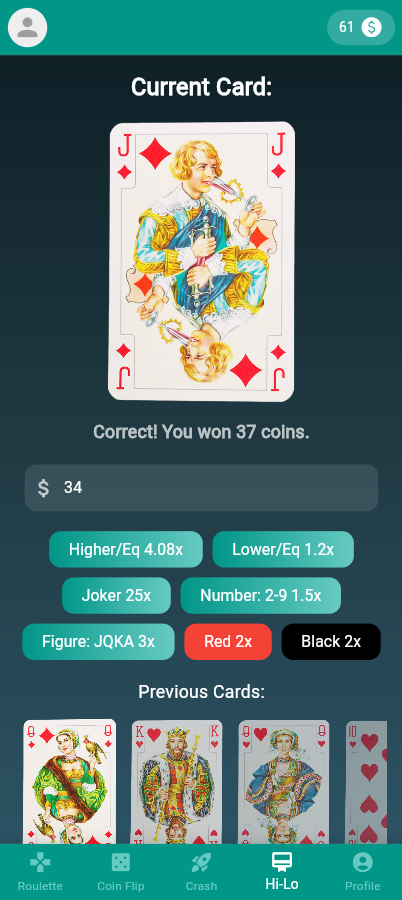 61 $
Current Card:
J J
J J
Correct! You won 37 coins.
$ 34
Higher/Eq 4.08x Lower/Eq 1.2x
Joker 25x Number: 2-9 1.5x
Figure: JQKA 3x Red 2x Black 2x
Previous Cards:
Q Q K K Q Q 10
Roulette Coin Flip Crash Hi-Lo Profile